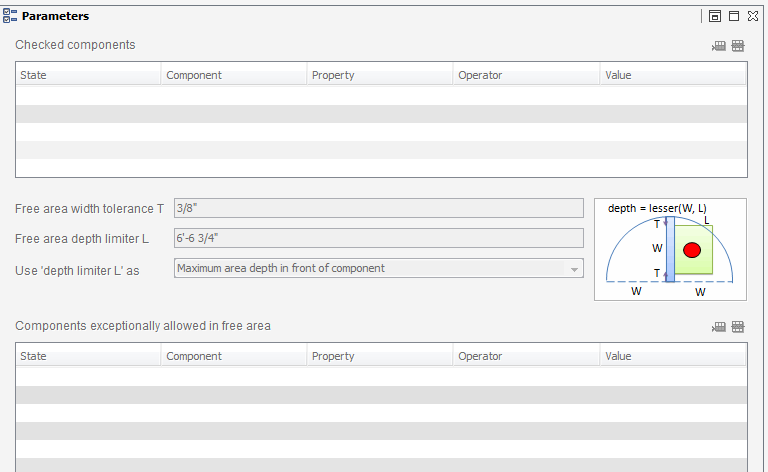 Parameters
Checked components
State Component Property Operator Value
Free area width tolerance T 3/8"
Free area depth limiter L 6'-6 3/4"
Use 'depth limiter L' as Maximum area depth in front of component
depth = lesser(W, L)
T L
W
T
W W
Components exceptionally allowed in free area
State Component Property Operator Value